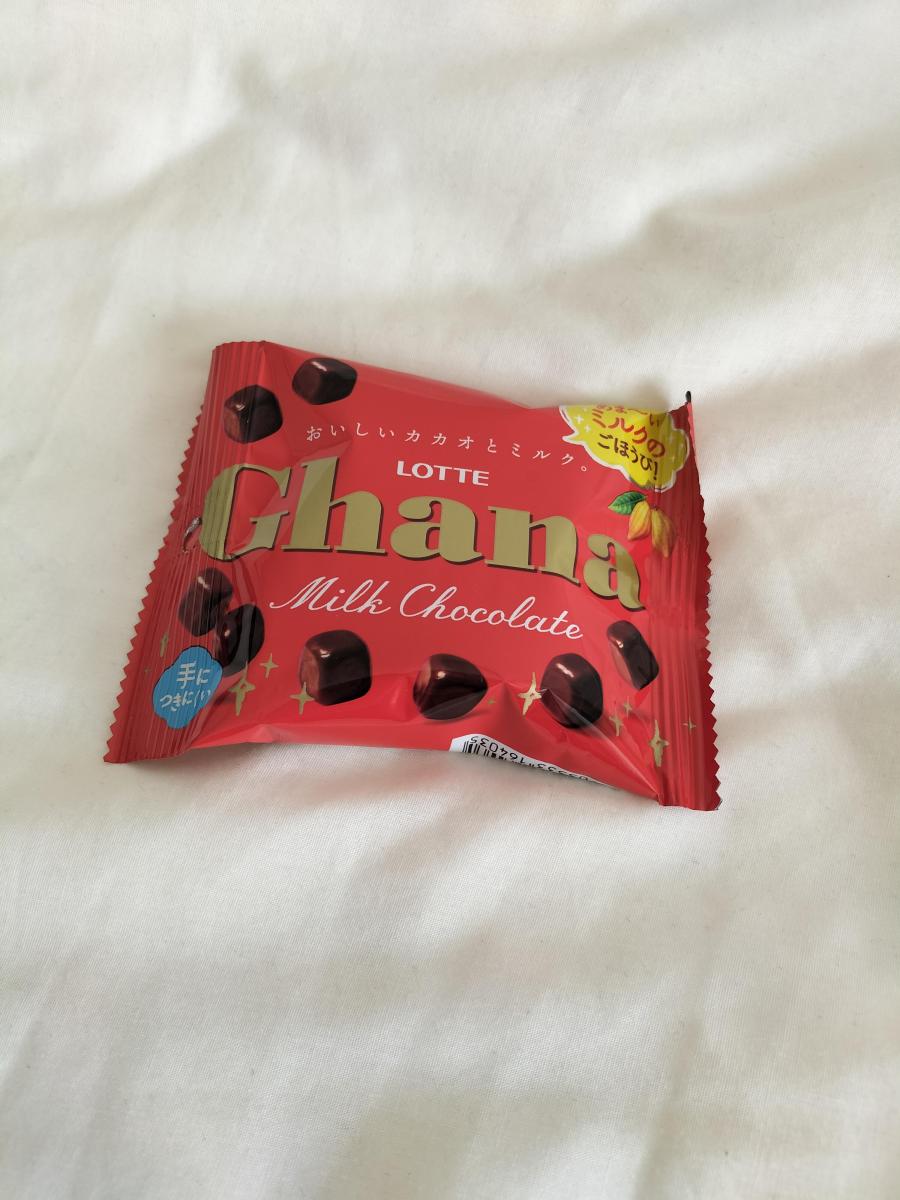 おいしいカカオとミルク。
LOTTE
Ghana
Milk Chocolate
ミルクの
ごほうび!
手に
つきにくい
164035